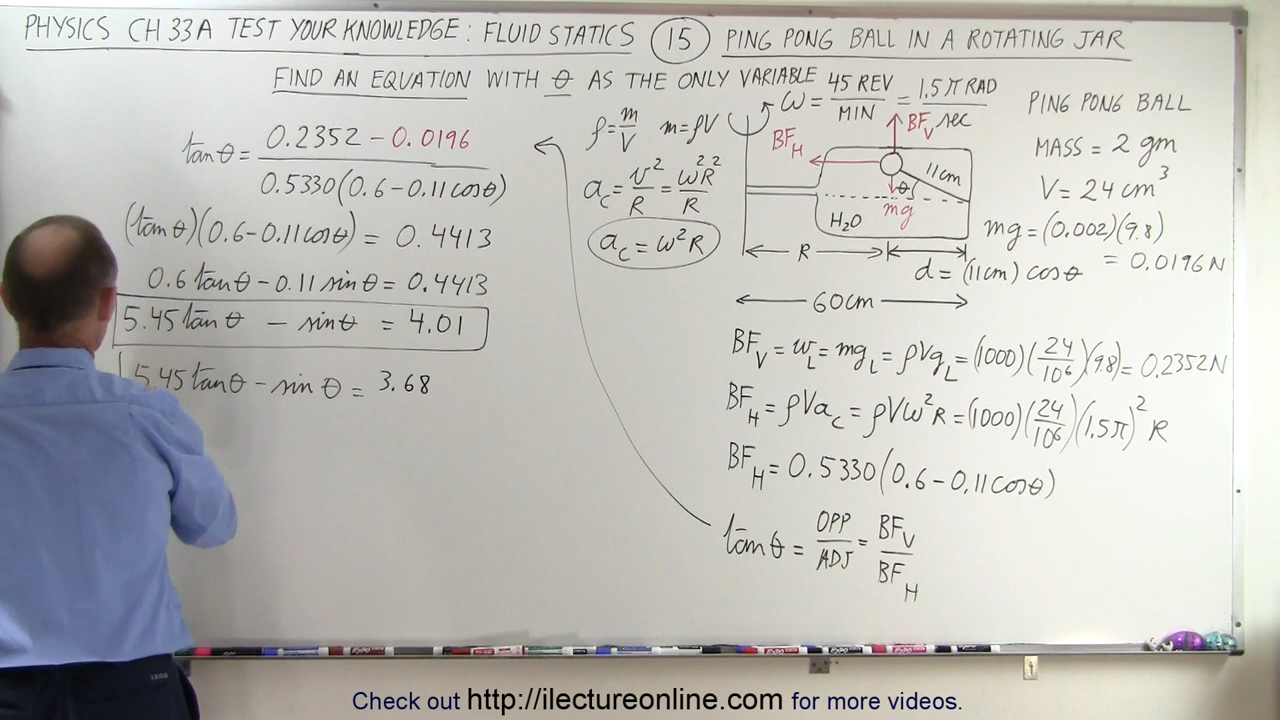 PHYSICS CH 33A TEST YOUR KNOWLEDGE: FLUID STATICS (15) PING PONG BALL IN A ROTATING JAR
FIND AN EQUATION WITH θ AS THE ONLY VARIABLE
tan θ = (0.2352 - 0.0196) / (0.5330(0.6 - 0.11 cos θ))
(tan θ)(0.6 - 0.11 cos θ) = 0.4413
0.6 tan θ - 0.11 sin θ = 0.4413
5.45 tan θ - sin θ = 4.01
5.45 tan θ - sin θ = 3.68
ρ = m/V m = ρV
a_c = v²/R = ω²R²/R
a_c = ω²R
ω = 45 REV/MIN = 1.5 π RAD/sec
BF_H
BF_V
11cm
θ
mg
H₂O
R
d = (11cm) cos θ
60cm
PING PONG BALL
MASS = 2 gm
V = 24 cm³
mg = (0.002)(9.8)
= 0.0196 N
BF_V = w_L = mg_L = ρVg_L = (1000)(24/10⁶)(9.8) = 0.2352N
BF_H = ρVa_c = ρVω²R = (1000)(24/10⁶)(1.5π)² R
BF_H = 0.5330(0.6 - 0.11 cos θ)
tan θ = OPP/ADJ = BF_V/BF_H
Check out http://ilectureonline.com for more videos.